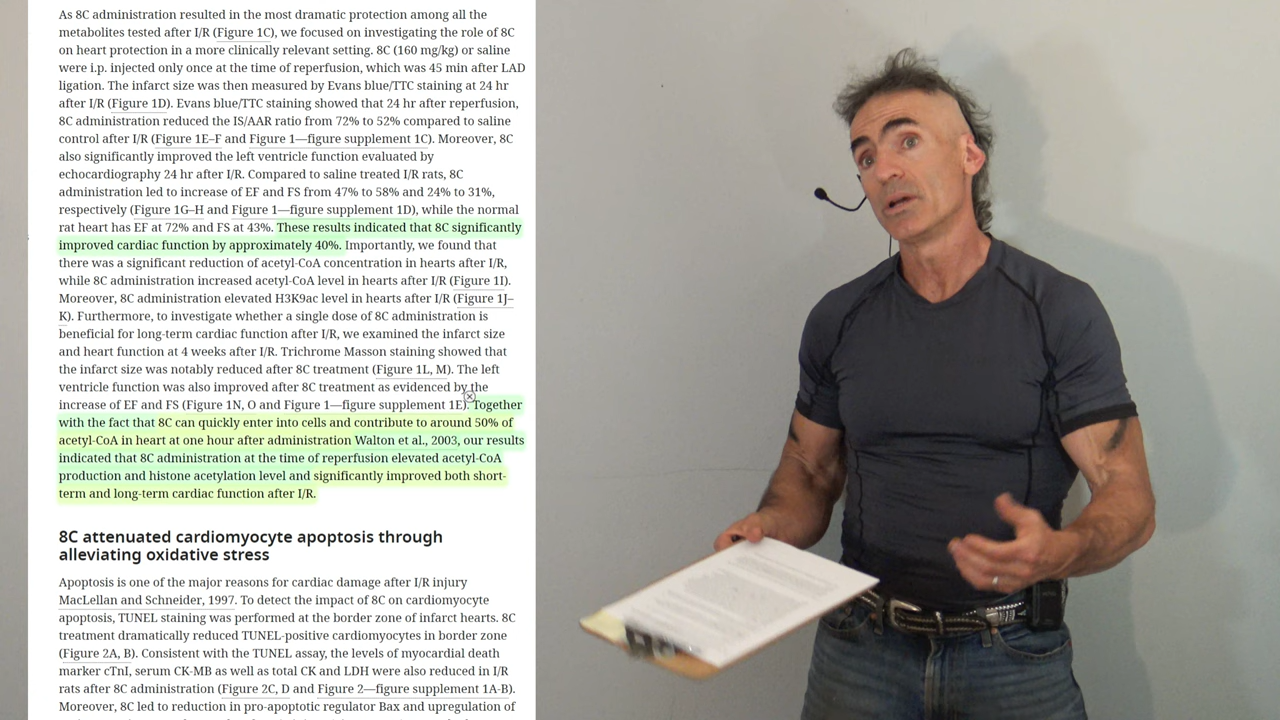 As 8C administration resulted in the most dramatic protection among all the
metabolites tested after I/R (Figure 1C), we focused on investigating the role of 8C
on heart protection in a more clinically relevant setting. 8C (160 mg/kg) or saline
were i.p. injected only once at the time of reperfusion, which was 45 min after LAD
ligation. The infarct size was then measured by Evans blue/TTC staining at 24 hr
after I/R (Figure 1D). Evans blue/TTC staining showed that 24 hr after reperfusion,
8C administration reduced the IS/AAR ratio from 72% to 52% compared to saline
control after I/R (Figure 1E–F and Figure 1—figure supplement 1C). Moreover, 8C
also significantly improved the left ventricle function evaluated by
echocardiography 24 hr after I/R. Compared to saline treated I/R rats, 8C
administration led to increase of EF and FS from 47% to 58% and 24% to 31%,
respectively (Figure 1G–H and Figure 1—figure supplement 1D), while the normal
rat heart has EF at 72% and FS at 43%. These results indicated that 8C significantly
improved cardiac function by approximately 40%. Importantly, we found that
there was a significant reduction of acetyl-CoA concentration in hearts after I/R,
while 8C administration increased acetyl-CoA level in hearts after I/R (Figure 1I).
Moreover, 8C administration elevated H3K9ac level in hearts after I/R (Figure 1J–
K). Furthermore, to investigate whether a single dose of 8C administration is
beneficial for long-term cardiac function after I/R, we examined the infarct size
and heart function at 4 weeks after I/R. Trichrome Masson staining showed that
the infarct size was notably reduced after 8C treatment (Figure 1L, M). The left
ventricle function was also improved after 8C treatment as evidenced by the
increase of EF and FS (Figure 1N, O and Figure 1—figure supplement 1E). Together
with the fact that 8C can quickly enter into cells and contribute to around 50% of
acetyl-CoA in heart at one hour after administration Walton et al., 2003, our results
indicated that 8C administration at the time of reperfusion elevated acetyl-CoA
production and histone acetylation level and significantly improved both short-
term and long-term cardiac function after I/R.
8C attenuated cardiomyocyte apoptosis through
alleviating oxidative stress
Apoptosis is one of the major reasons for cardiac damage after I/R injury
MacLellan and Schneider, 1997. To detect the impact of 8C on cardiomyocyte
apoptosis, TUNEL staining was performed at the border zone of infarct hearts. 8C
treatment dramatically reduced TUNEL-positive cardiomyocytes in border zone
(Figure 2A, B). Consistent with the TUNEL assay, the levels of myocardial death
marker cTnI, serum CK-MB as well as total CK and LDH were also reduced in I/R
rats after 8C administration (Figure 2C, D and Figure 2—figure supplement 1A-B).
Moreover, 8C led to reduction in pro-apoptotic regulator Bax and upregulation of